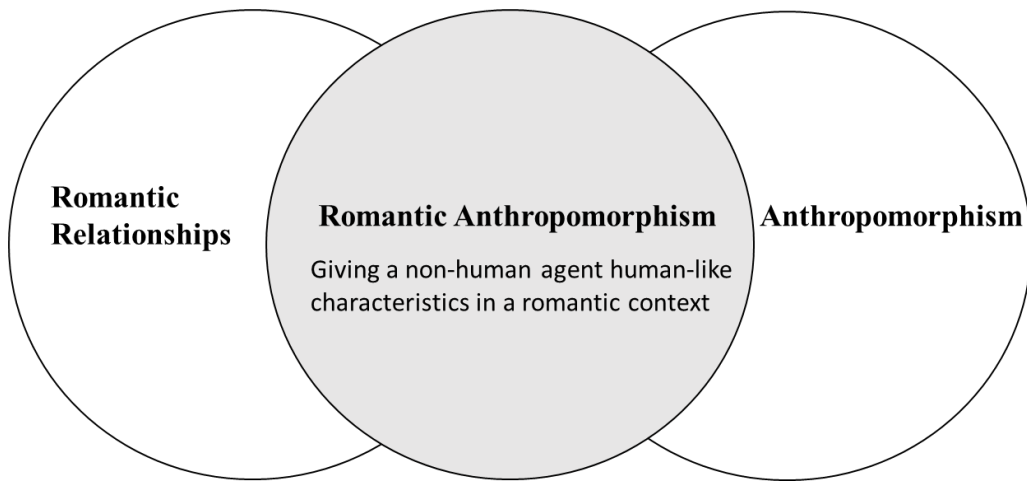 Romantic
Relationships
Romantic Anthropomorphism
Giving a non-human agent human-like
characteristics in a romantic context
Anthropomorphism